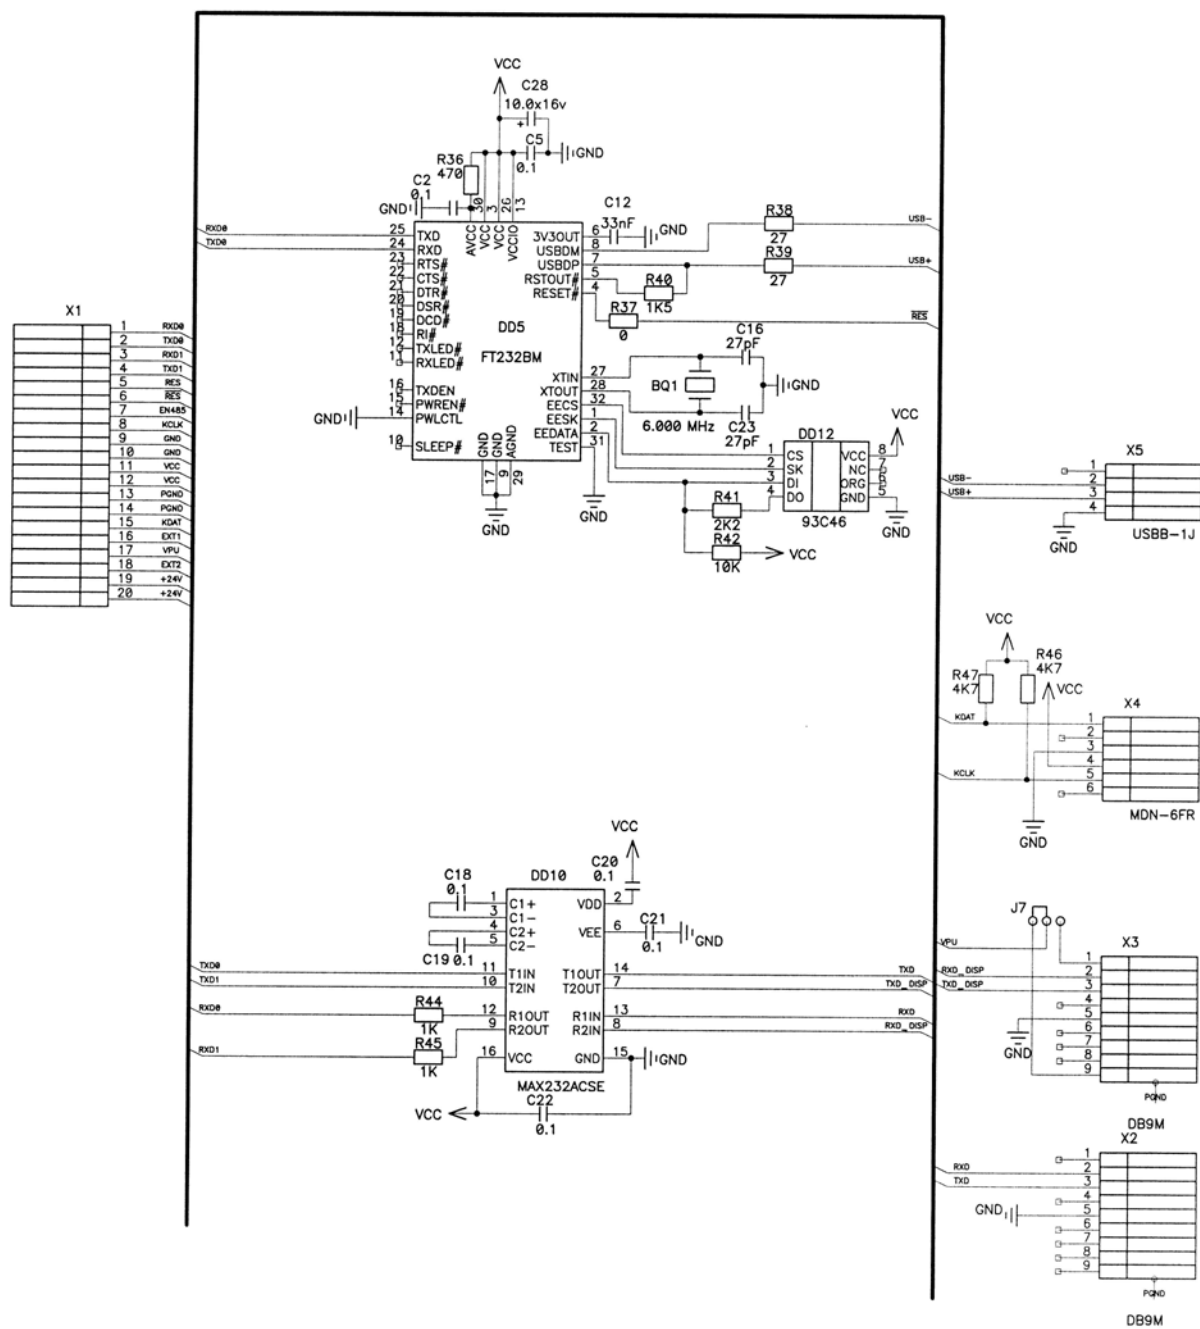 VCC
C28
10.0x16v
+
C5
0.1
GND
R36
470
C2
0.1
GND
30
3
26
13
AVCC
VCC
VCC
VCCIO
C12
33nF
GND
R38
27
USB-
R39
27
USB+
R40
1K5
R37
0
RES
RXD0
TXD0
25 TXD
24 RXD
23 RTS#
22 CTS#
21 DTR#
20 DSR#
19 DCD#
18 RI#
12 TXLED#
11 RXLED#
16 TXDEN
15 PWREN#
14 PWLCTL
10 SLEEP#
GND
DD5
FT232BM
3V3OUT 6
USBDM 8
USBDP 7
RSTOUT# 5
RESET# 4
XTIN 27
XTOUT 28
EECS 32
EESK 1
EEDATA 2
TEST 31
GND
GND
AGND
17
9
29
GND
GND
C16
27pF
BQ1
GND
6.000 MHz
C23
27pF
VCC
DD12
1 CS VCC 8
2 SK NC 7
3 DI ORG 6
4 DO GND 5
93C46
GND
R41
2K2
R42
10K
VCC
X1
1 RXD0
2 TXD0
3 RXD1
4 TXD1
5 RES
6 RES
7 EN485
8 KCLK
9 GND
10 GND
11 VCC
12 VCC
13 PGND
14 PGND
15 KDAT
16 EXT1
17 VPU
18 EXT2
19 +24V
20 +24V
X5
USB-
USB+
1
2
3
4
GND
USBB-1J
VCC
R46
4K7
R47
4K7
VCC
X4
KDAT
KCLK
1
2
3
4
5
6
GND
MDN-6FR
VCC
C20
0.1
C18
0.1
DD10
1 C1+ VDD 2
3 C1-
4 C2+ VEE 6
5 C2-
C19 0.1
C21
0.1
GND
TXD0
TXD1
11 T1IN T1OUT 14
10 T2IN T2OUT 7
TXD
TXD_DISP
RXD0
R44
1K
12 R1OUT R1IN 13
9 R2OUT R2IN 8
RXD
RXD_DISP
RXD1
R45
1K
16 VCC GND 15
GND
MAX232ACSE
VCC
C22
0.1
J7
VPU
X3
RXD_DISP
TXD_DISP
1
2
3
4
5
6
7
8
9
GND
PGND
DB9M
X2
RXD
TXD
1
2
3
4
5
6
7
8
9
GND
PGND
DB9M